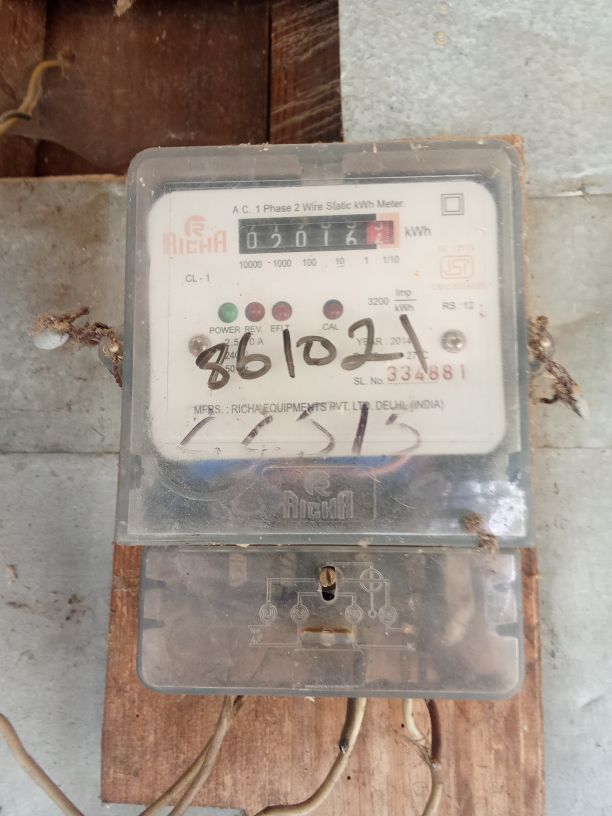 A.C. 1 Phase 2 Wire Static kWh Meter
RICHA
02016
kWh
10000 1000 100 10 1 1/10
CL - 1
3200 Imp/kWh
RS : 12
POWER REV. EFLT CAL
YEAR : 2014
861021
SL. No. 334881
MFRS. : RICHA EQUIPMENTS PVT. LTD. DELHI, (INDIA)
RICHA